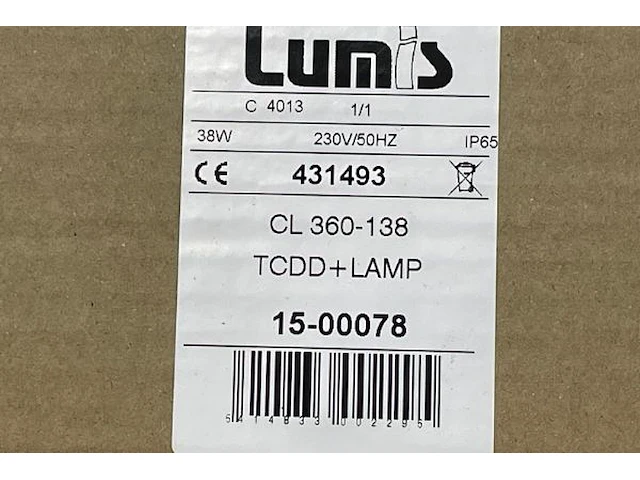 Lumis
C 4013 1/1
38W 230V/50HZ IP65
CE 431493
CL 360-138
TCDD+LAMP
15-00078